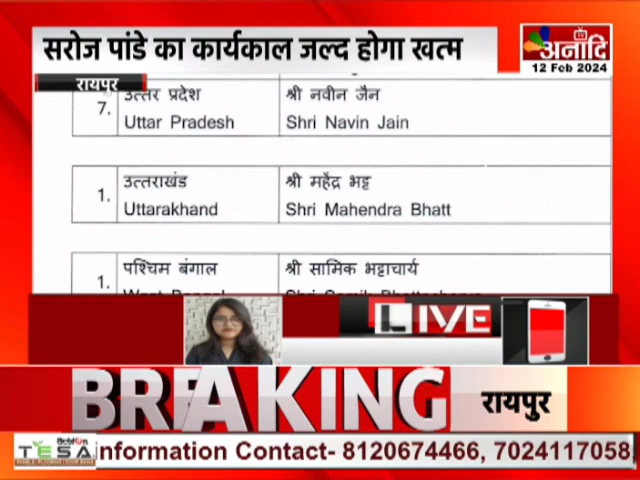 सरोज पांडे का कार्यकाल जल्द होगा खत्म
अनादि
12 Feb 2024
रायपुर
7. उत्तर प्रदेश श्री नवीन जैन
Uttar Pradesh Shri Navin Jain
1. उत्तराखंड श्री महेंद्र भट्ट
Uttarakhand Shri Mahendra Bhatt
1. पश्चिम बंगाल श्री सामिक भट्टाचार्य
LIVE
BREAKING
रायपुर
TESA
information Contact- 8120674466, 7024117058,